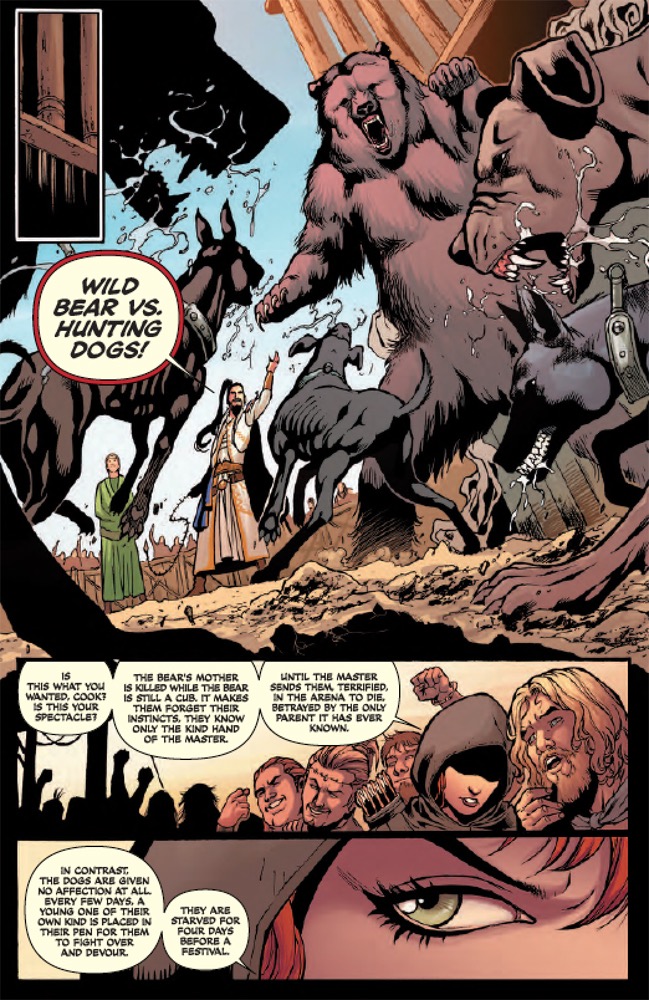 WILD
BEAR VS.
HUNTING
DOGS!
IS
THIS WHAT YOU
WANTED, COOK?
IS THIS YOUR
SPECTACLE?
THE BEAR'S MOTHER
IS KILLED WHILE THE BEAR
IS STILL A CUB. IT MAKES
THEM FORGET THEIR
INSTINCTS. THEY KNOW
ONLY THE KIND HAND
OF THE MASTER.
UNTIL THE MASTER
SENDS THEM, TERRIFIED,
IN THE ARENA TO DIE,
BETRAYED BY THE ONLY
PARENT IT HAS EVER
KNOWN.
IN CONTRAST,
THE DOGS ARE GIVEN
NO AFFECTION AT ALL.
EVERY FEW DAYS, A
YOUNG ONE OF THEIR
OWN KIND IS PLACED IN
THEIR PEN FOR THEM
TO FIGHT OVER
AND DEVOUR.
THEY ARE
STARVED FOR
FOUR DAYS
BEFORE A
FESTIVAL.